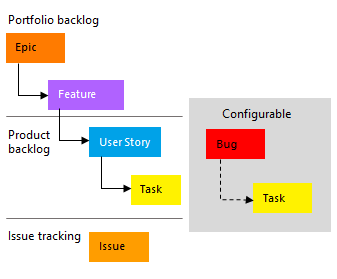 Portfolio backlog
Epic
Feature
Product
backlog
User Story
Task
Configurable
Bug
Task
Issue tracking
Issue